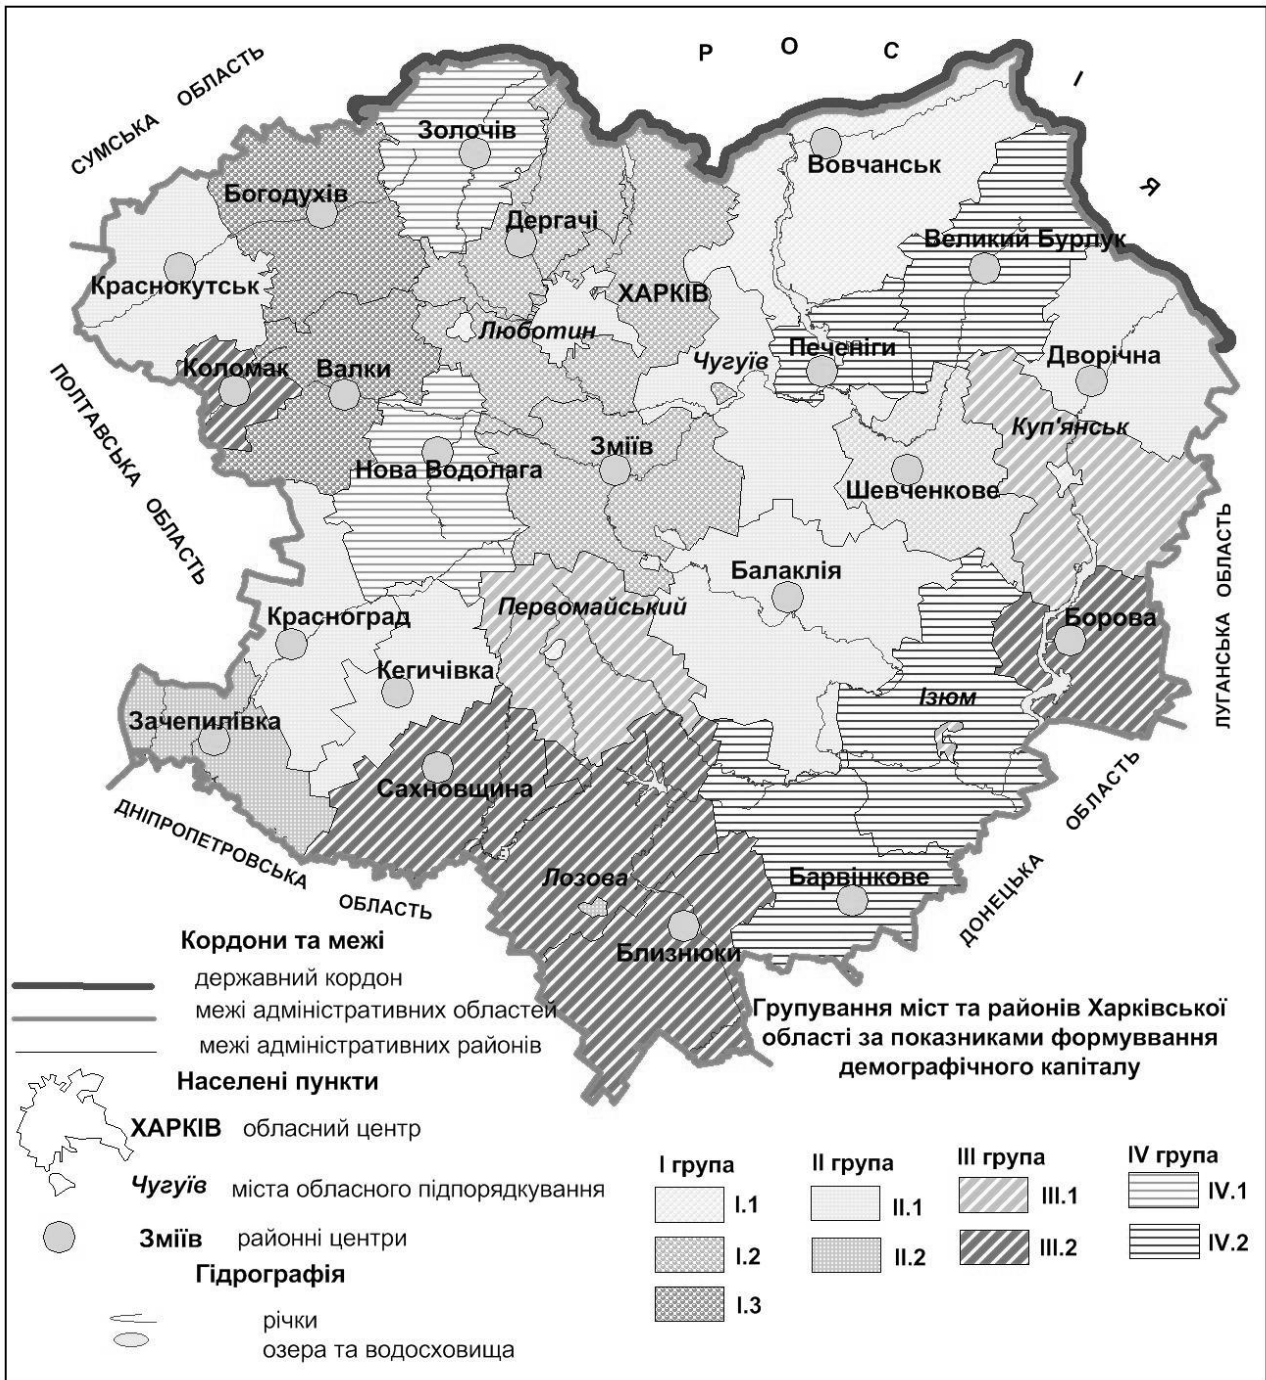 Р О С І Я
СУМСЬКА ОБЛАСТЬ
Золочів
Вовчанськ
Богодухів
Дергачі
Великий Бурлук
Краснокутськ
ХАРКІВ
Люботин
Чугуїв
Печеніги
Дворічна
Коломак
Валки
ПОЛТАВСЬКА ОБЛАСТЬ
Куп'янськ
Зміїв
Нова Водолага
Шевченкове
ЛУГАНСЬКА ОБЛАСТЬ
Балаклія
Первомайський
Красноград
Борова
Кегичівка
Ізюм
Зачепилівка
Сахновщина
ДНІПРОПЕТРОВСЬКА ОБЛАСТЬ
ДОНЕЦЬКА ОБЛАСТЬ
Лозова
Барвінкове
Близнюки
Кордони та межі
державний кордон
межі адміністративних областей
межі адміністративних районів
Населені пункти
ХАРКІВ обласний центр
Чугуїв міста обласного підпорядкування
Зміїв районні центри
Гідрографія
річки
озера та водосховища
Групування міст та районів Харківської
області за показниками формуввання
демографічного капіталу
І група
І.1
І.2
І.3
ІІ група
ІІ.1
ІІ.2
ІІІ група
ІІІ.1
ІІІ.2
IV група
IV.1
IV.2